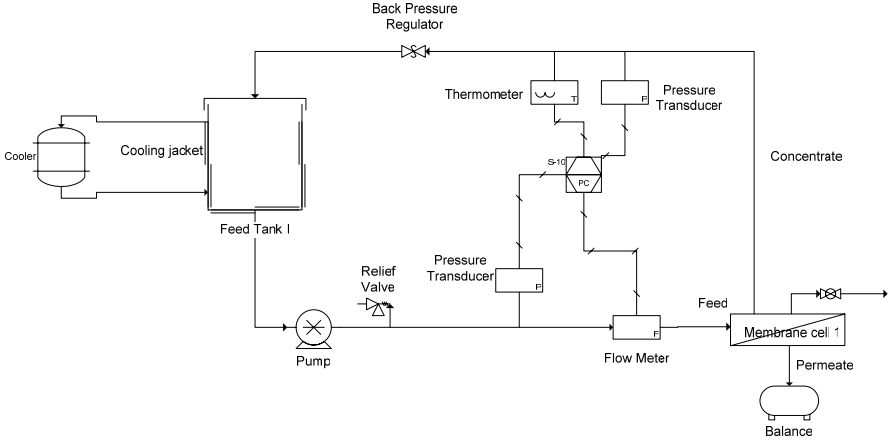 Back Pressure
Regulator
Thermometer
T
P
Pressure
Transducer
Cooler
Cooling jacket
S-10
PC
Concentrate
Feed Tank I
Pressure
Transducer
P
Relief
Valve
Feed
Pump
F
Flow Meter
Membrane cell 1
Permeate
Balance